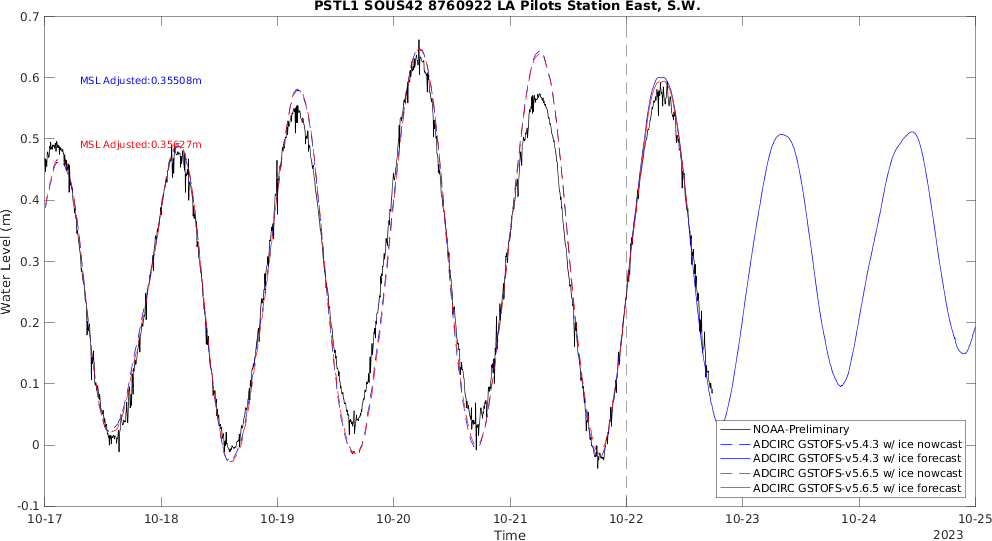 PSTL1 SOUS42 8760922 LA Pilots Station East, S.W.
0.7
0.6
0.5
0.4
0.3
0.2
0.1
0
-0.1
Water Level (m)
MSL Adjusted:0.35508m
MSL Adjusted:0.35627m
NOAA-Preliminary
ADCIRC GSTOFS-v5.4.3 w/ ice nowcast
ADCIRC GSTOFS-v5.4.3 w/ ice forecast
ADCIRC GSTOFS-v5.6.5 w/ ice nowcast
ADCIRC GSTOFS-v5.6.5 w/ ice forecast
10-17 10-18 10-19 10-20 10-21 10-22 10-23 10-24 10-25
Time
2023